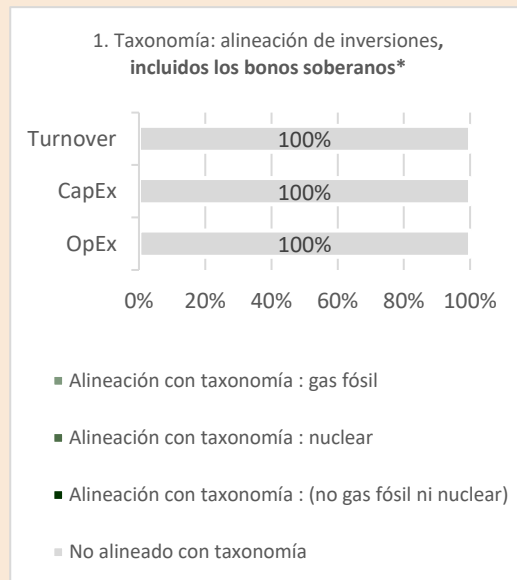 1. Taxonomía: alineación de inversiones,
incluidos los bonos soberanos*
Turnover
100%
CapEx
100%
OpEx
100%
0% 20% 40% 60% 80% 100%
Alineación con taxonomía : gas fósil
Alineación con taxonomía : nuclear
Alineación con taxonomía : (no gas fósil ni nuclear)
No alineado con taxonomía